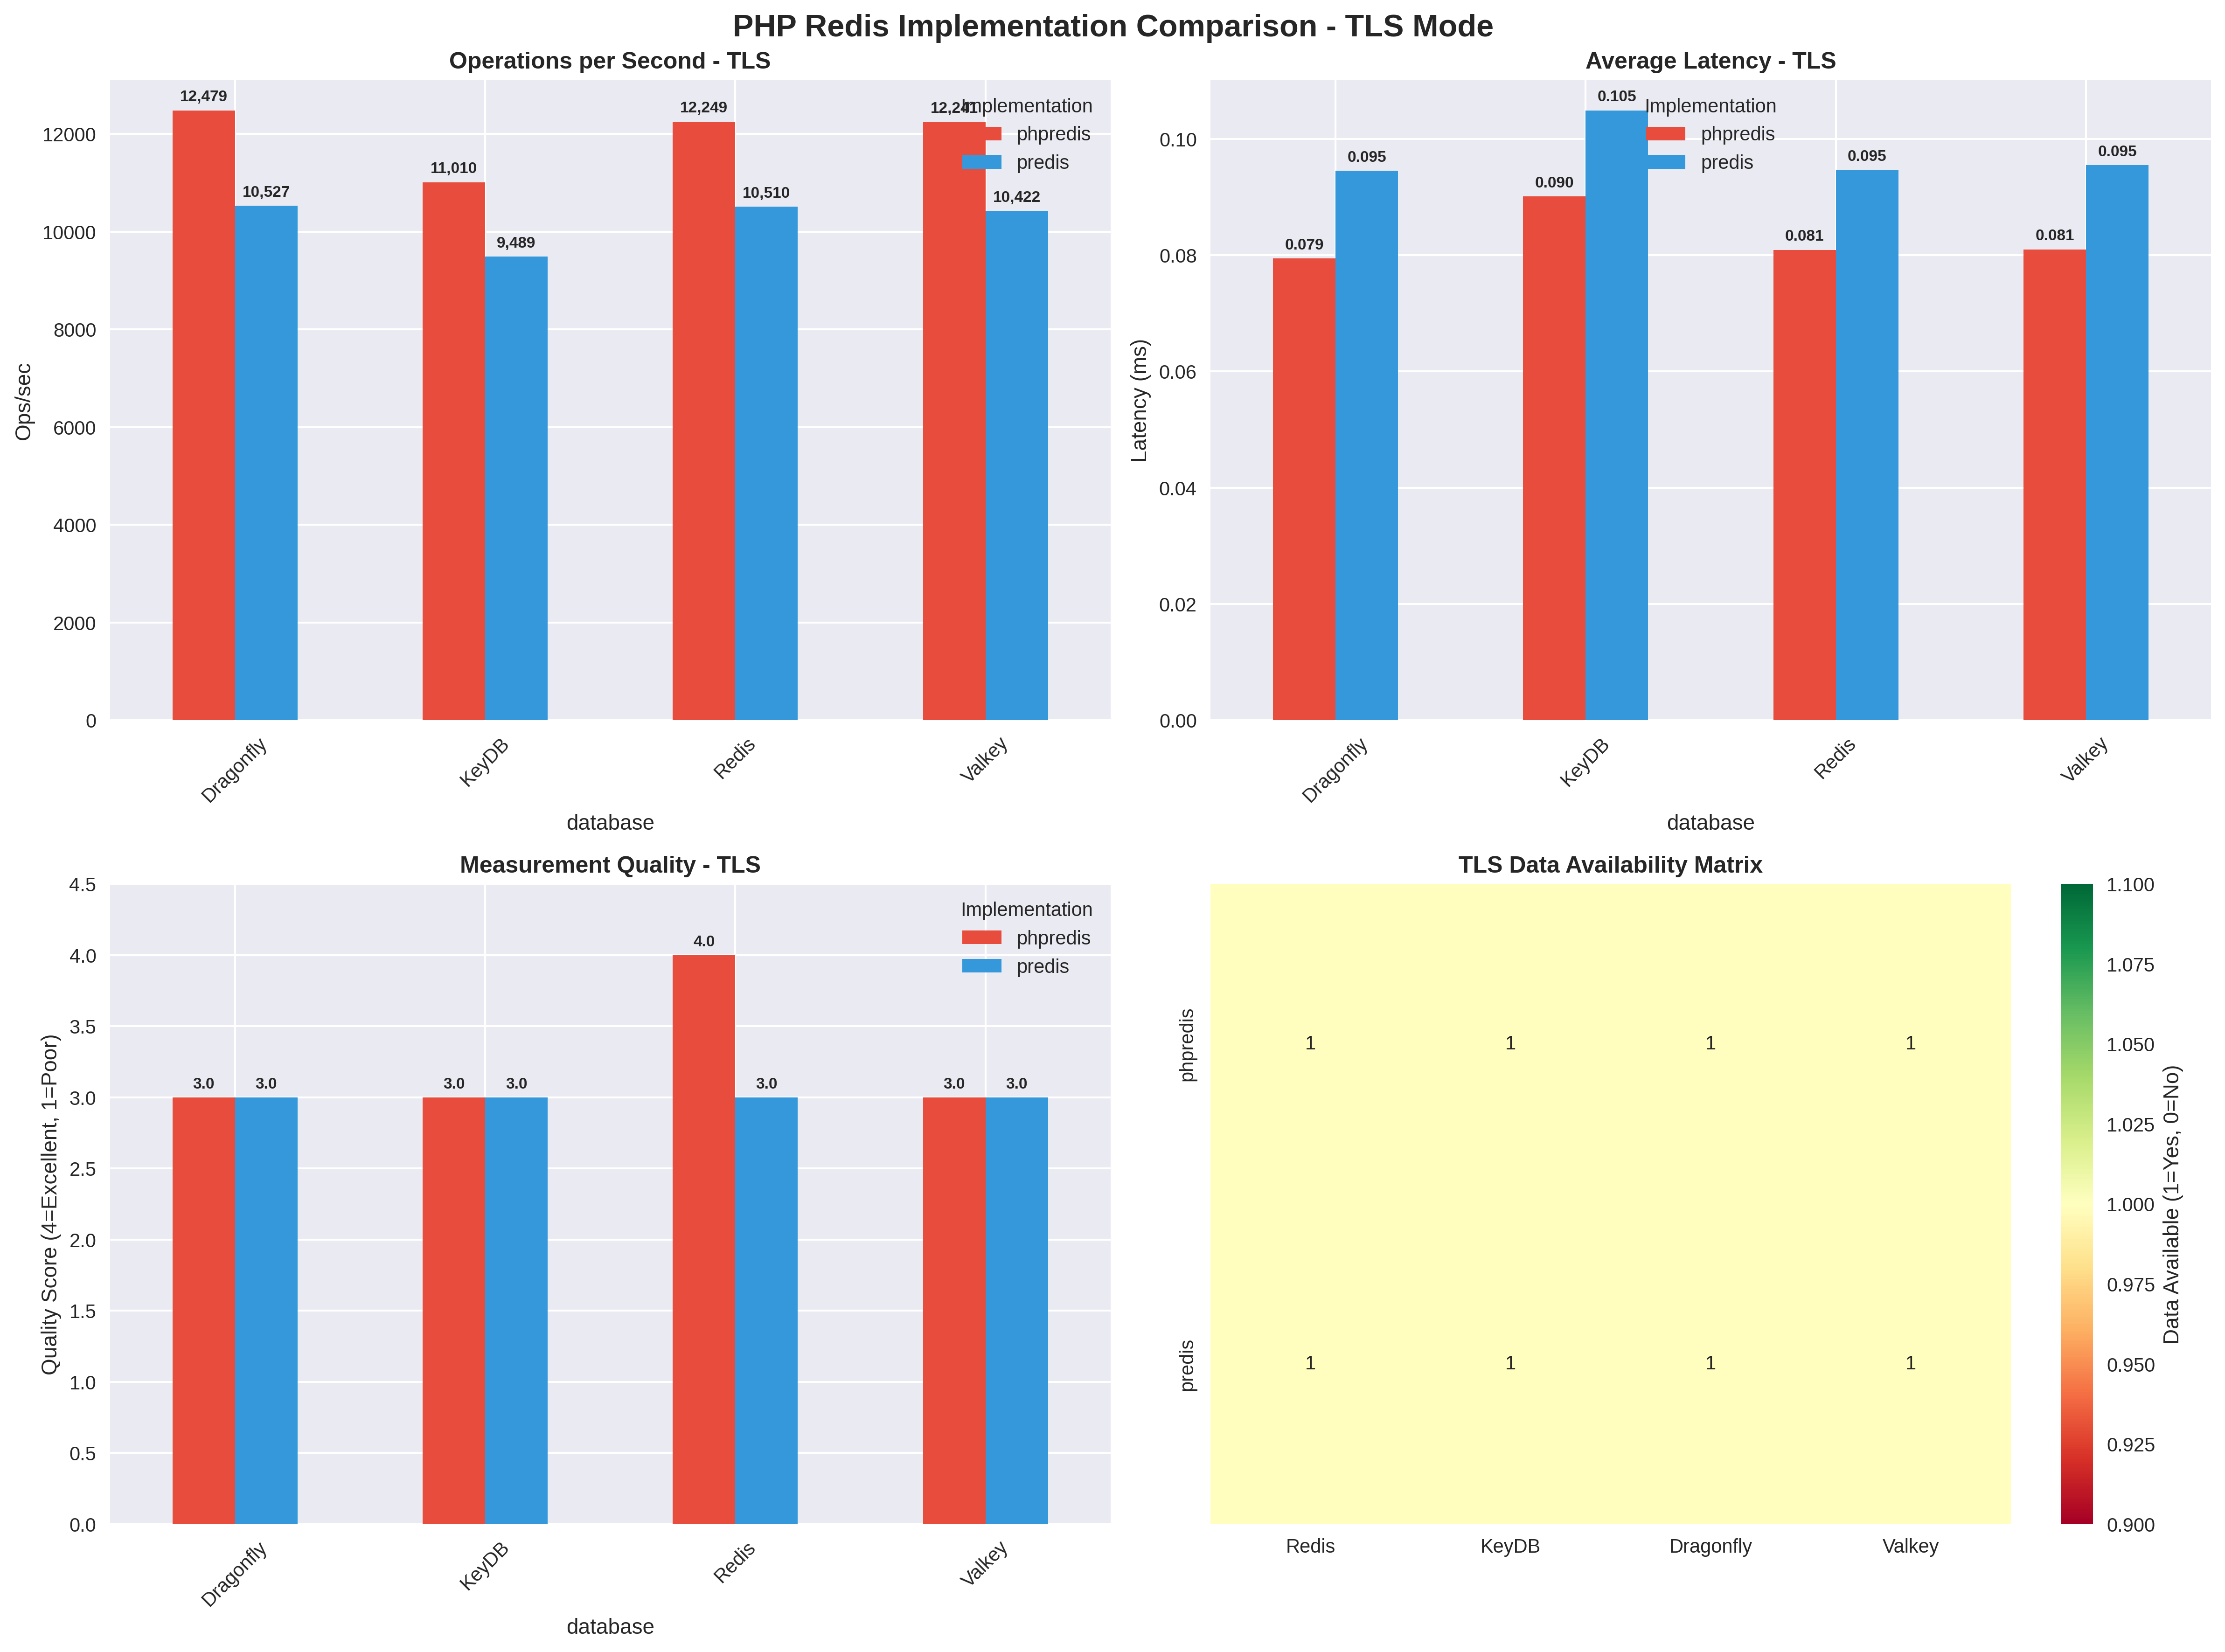 PHP Redis Implementation Comparison - TLS Mode
Operations per Second - TLS
Ops/sec
12000
10000
8000
6000
4000
2000
0
12,479
10,527
11,010
9,489
12,249
10,510
12,241
10,422
Implementation
phpredis
predis
Dragonfly
KeyDB
Redis
Valkey
database
Average Latency - TLS
Latency (ms)
0.10
0.08
0.06
0.04
0.02
0.00
0.079
0.095
0.090
0.105
0.081
0.095
0.081
0.095
Implementation
phpredis
predis
Dragonfly
KeyDB
Redis
Valkey
database
Measurement Quality - TLS
Quality Score (4=Excellent, 1=Poor)
4.5
4.0
3.5
3.0
2.5
2.0
1.5
1.0
0.5
0.0
3.0
3.0
3.0
3.0
4.0
3.0
3.0
3.0
Implementation
phpredis
predis
Dragonfly
KeyDB
Redis
Valkey
database
TLS Data Availability Matrix
phpredis
1 1 1 1
predis
1 1 1 1
Redis
KeyDB
Dragonfly
Valkey
1.100
1.075
1.050
1.025
1.000
0.975
0.950
0.925
0.900
Data Available (1=Yes, 0=No)